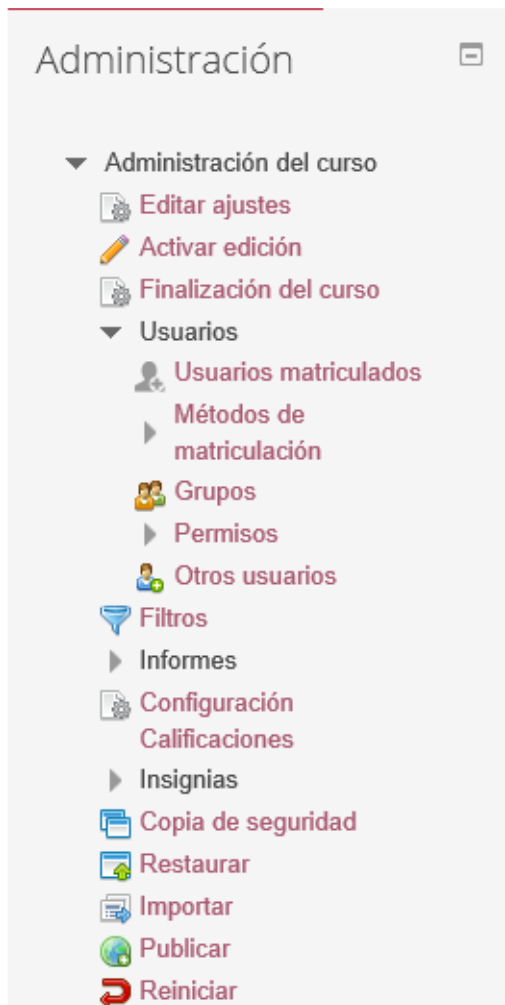 Administración
Administración del curso
Editar ajustes
Activar edición
Finalización del curso
Usuarios
Usuarios matriculados
Métodos de
matriculación
Grupos
Permisos
Otros usuarios
Filtros
Informes
Configuración
Calificaciones
Insignias
Copia de seguridad
Restaurar
Importar
Publicar
Reiniciar